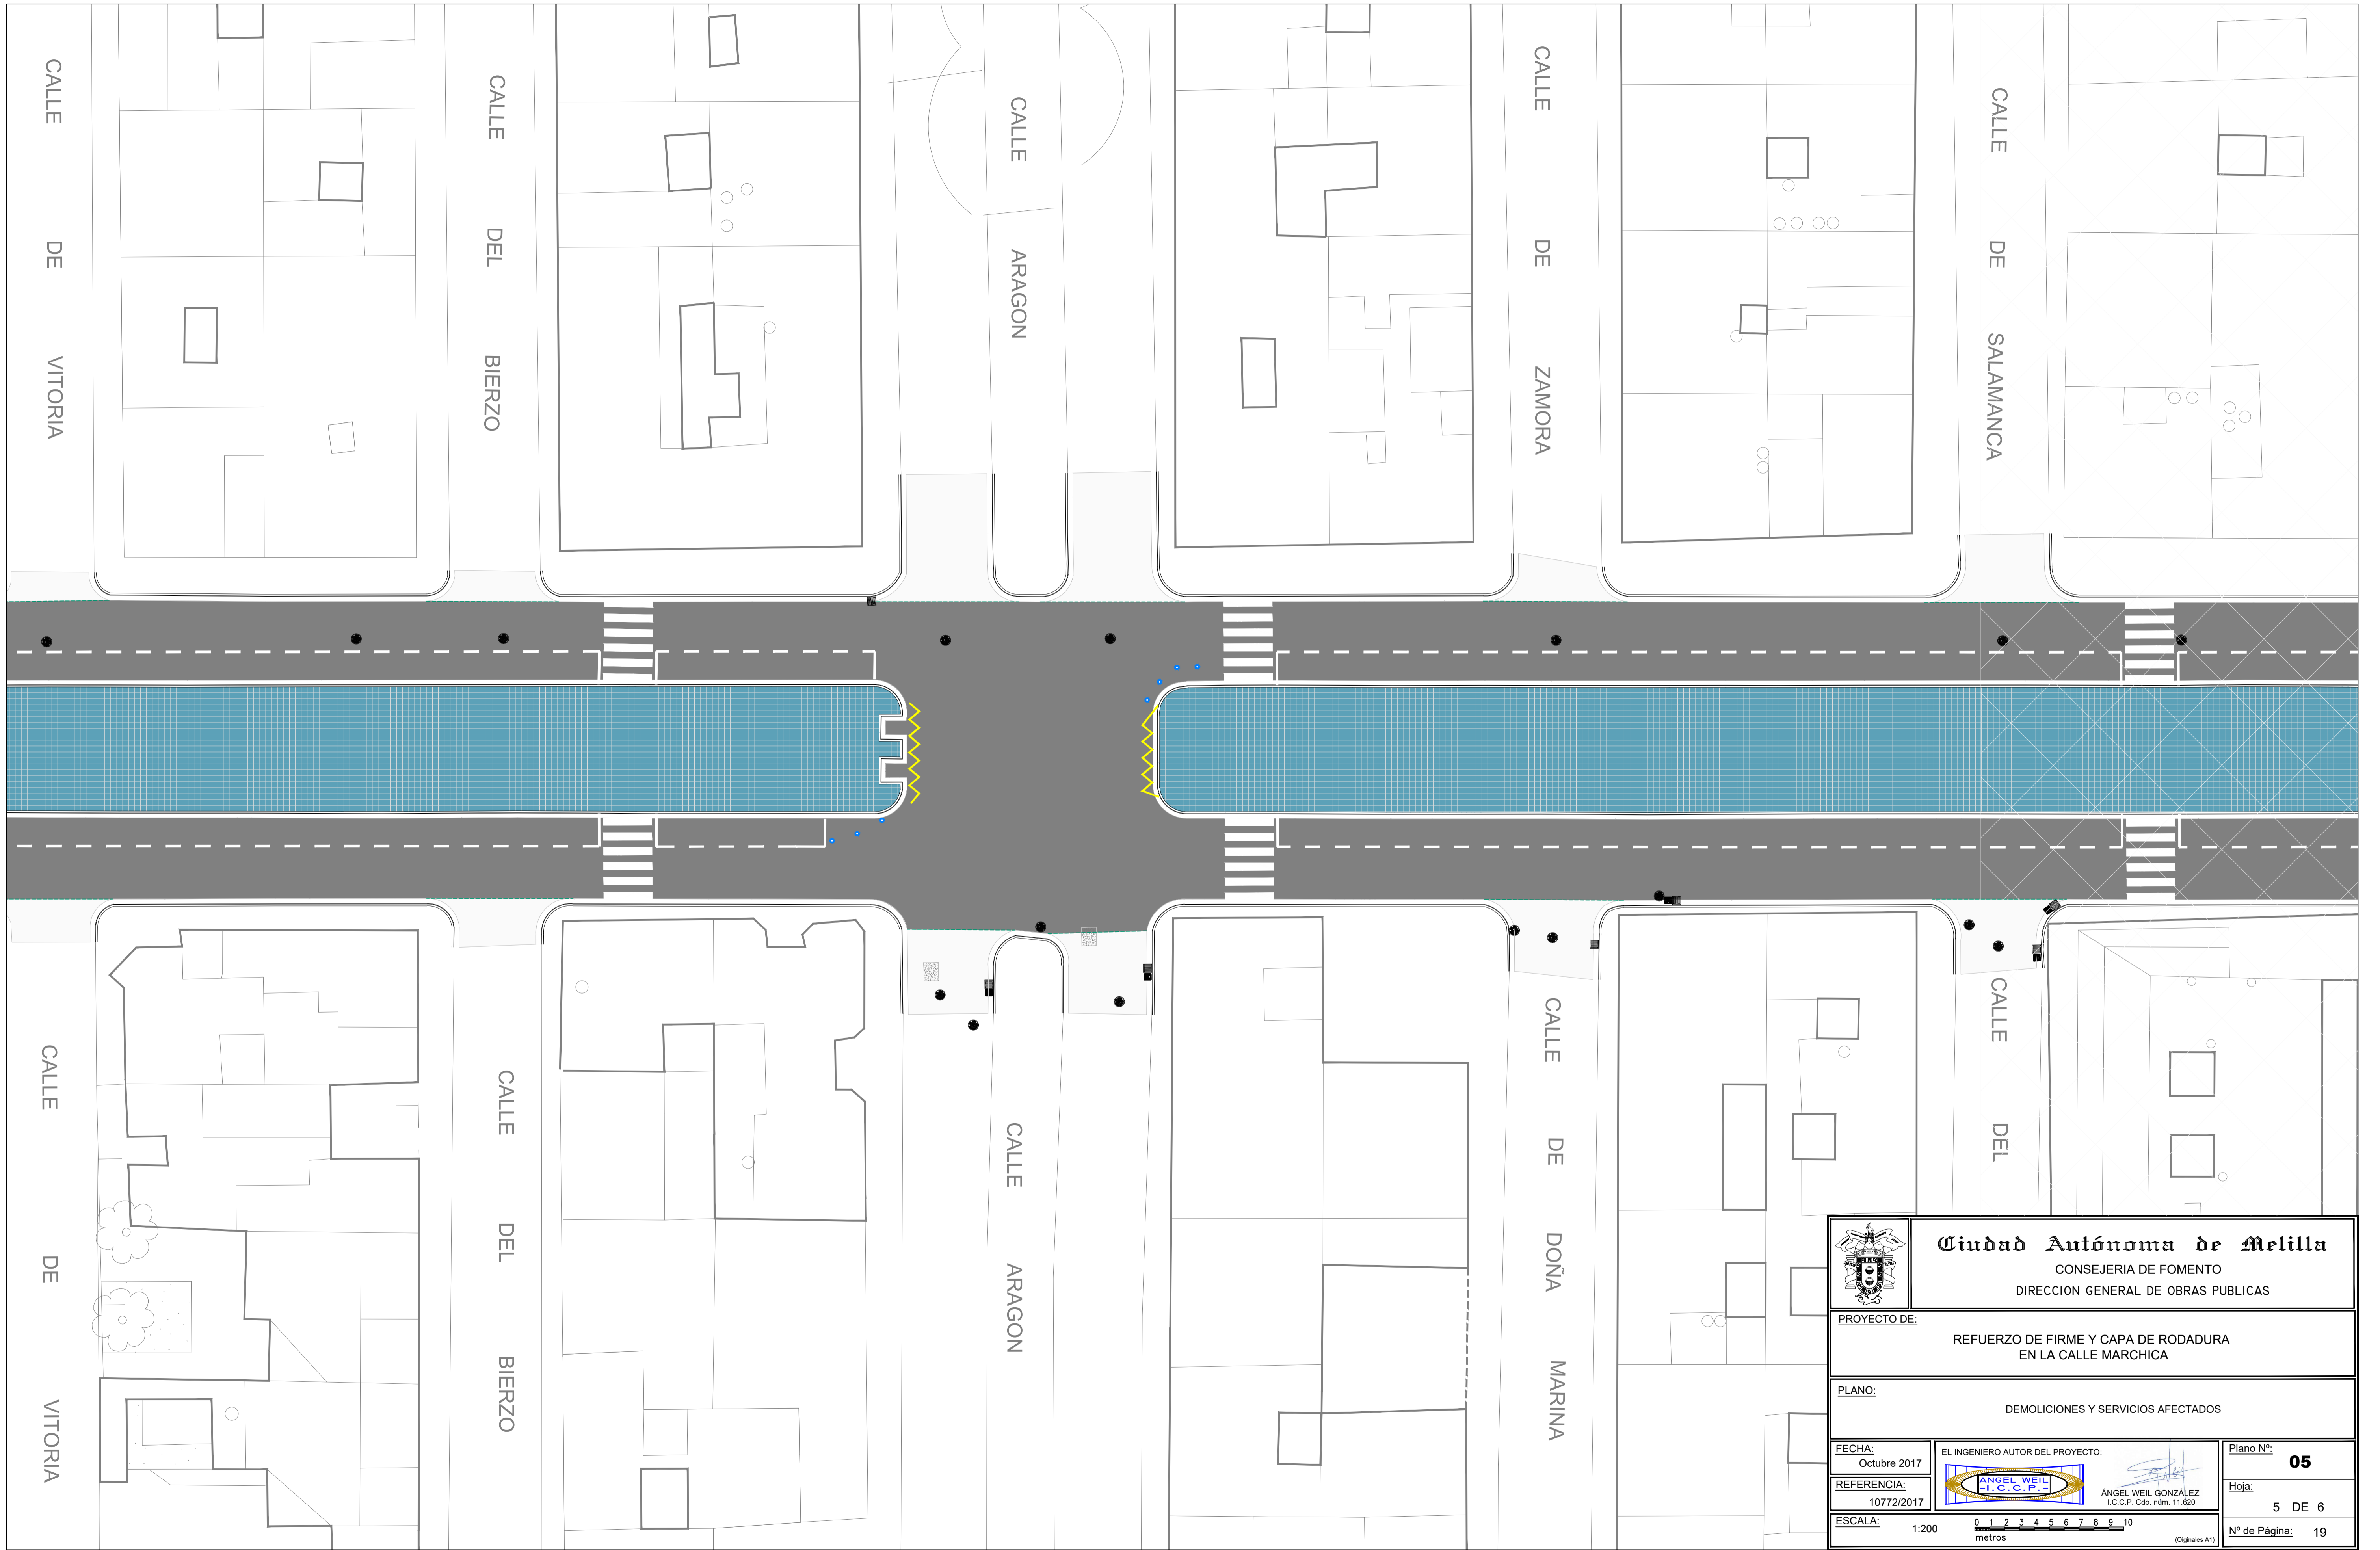 CALLE DE VITORIA
CALLE DEL BIERZO
CALLE ARAGON
CALLE DE ZAMORA
CALLE DE SALAMANCA
CALLE DE VITORIA
CALLE DEL BIERZO
CALLE ARAGON
CALLE DE DOÑA MARINA
CALLE DEL
Ciudad Autónoma de Melilla
CONSEJERIA DE FOMENTO
DIRECCION GENERAL DE OBRAS PUBLICAS
PROYECTO DE:
REFUERZO DE FIRME Y CAPA DE RODADURA
EN LA CALLE MARCHICA
PLANO:
DEMOLICIONES Y SERVICIOS AFECTADOS
FECHA:
Octubre 2017
REFERENCIA:
10772/2017
EL INGENIERO AUTOR DEL PROYECTO:
ANGEL WEIL
-I.C.C.P.-
ÁNGEL WEIL GONZÁLEZ
I.C.C.P. Cdo. núm. 11.620
Plano Nº:
05
Hoja:
5 DE 6
Nº de Página: 19
ESCALA:
1:200
0 1 2 3 4 5 6 7 8 9 10
metros
(Oiginales A1)